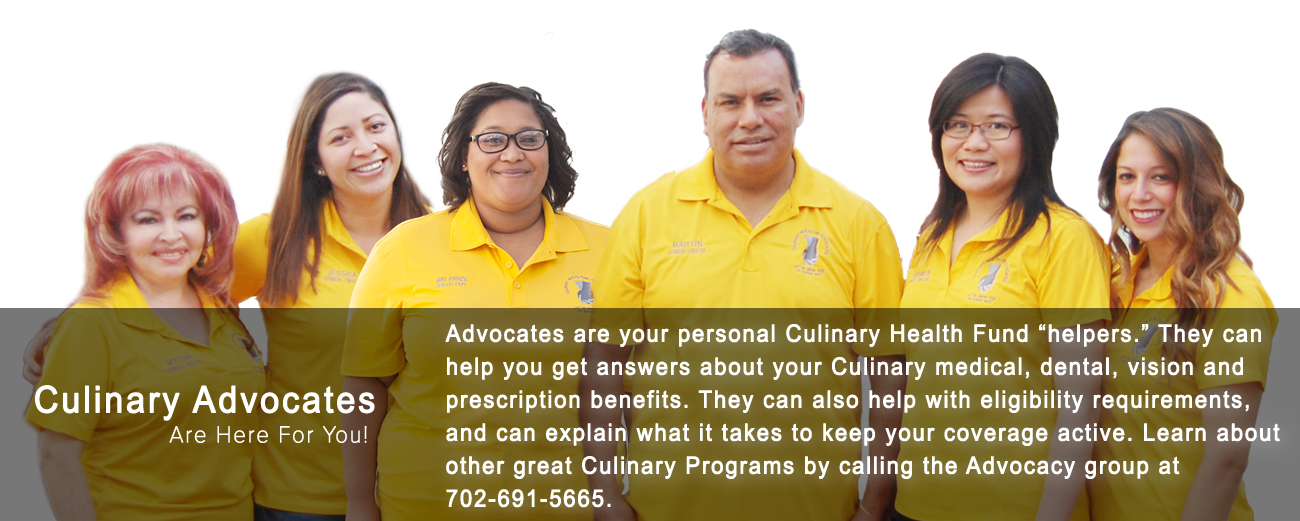 MARTIN
BRI PRICE
Culinary Advocates
Are Here For You!
Advocates are your personal Culinary Health Fund “helpers.” They can
help you get answers about your Culinary medical, dental, vision and
prescription benefits. They can also help with eligibility requirements,
and can explain what it takes to keep your coverage active. Learn about
other great Culinary Programs by calling the Advocacy group at
702-691-5665.